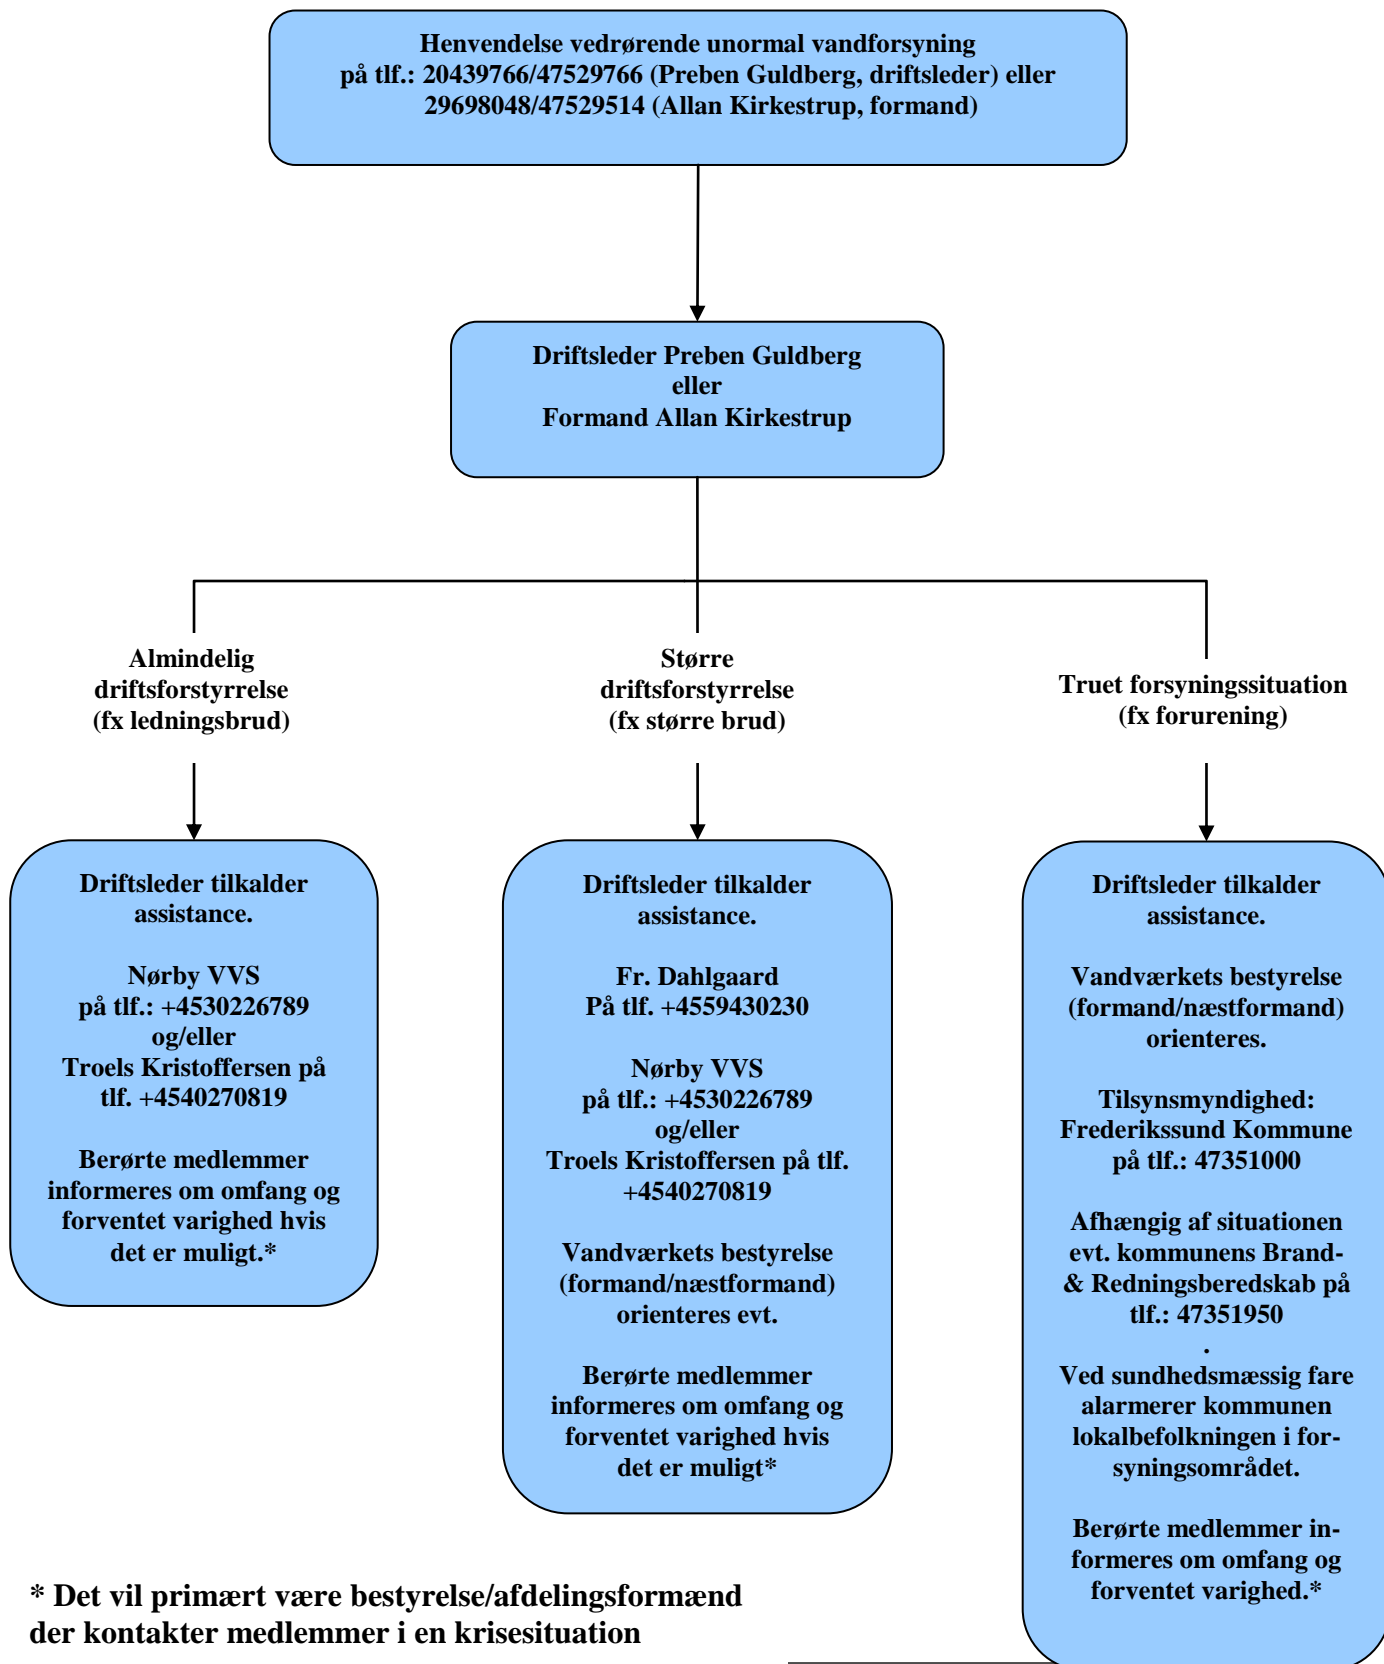 Henvendelse vedrørende unormal vandforsyning
på tlf.: 20439766/47529766 (Preben Guldberg, driftsleder) eller
29698048/47529514 (Allan Kirkestrup, formand)
Driftsleder Preben Guldberg
eller
Formand Allan Kirkestrup
Almindelig
driftsforstyrrelse
(fx ledningsbrud)
Større
driftsforstyrrelse
(fx større brud)
Truet forsyningssituation
(fx forurening)
Driftsleder tilkalder
assistance.
Nørby VVS
på tlf.: +4530226789
og/eller
Troels Kristoffersen på
tlf. +4540270819
Berørte medlemmer
informeres om omfang og
forventet varighed hvis
det er muligt.*
Driftsleder tilkalder
assistance.
Fr. Dahlgaard
På tlf. +4559430230
Nørby VVS
på tlf.: +4530226789
og/eller
Troels Kristoffersen på tlf.
+4540270819
Vandværkets bestyrelse
(formand/næstformand)
orienteres evt.
Berørte medlemmer
informeres om omfang og
forventet varighed hvis
det er muligt*
Driftsleder tilkalder
assistance.
Vandværkets bestyrelse
(formand/næstformand)
orienteres.
Tilsynsmyndighed:
Frederikssund Kommune
på tlf.: 47351000
Afhængig af situationen
evt. kommunens Brand-
& Redningsberedskab på
tlf.: 47351950
.
Ved sundhedsmæssig fare
alarmerer kommunen
lokalbefolkningen i for-
syningsområdet.
Berørte medlemmer in-
formeres om omfang og
forventet varighed.*
* Det vil primært være bestyrelse/afdelingsformænd
der kontakter medlemmer i en krisesituation